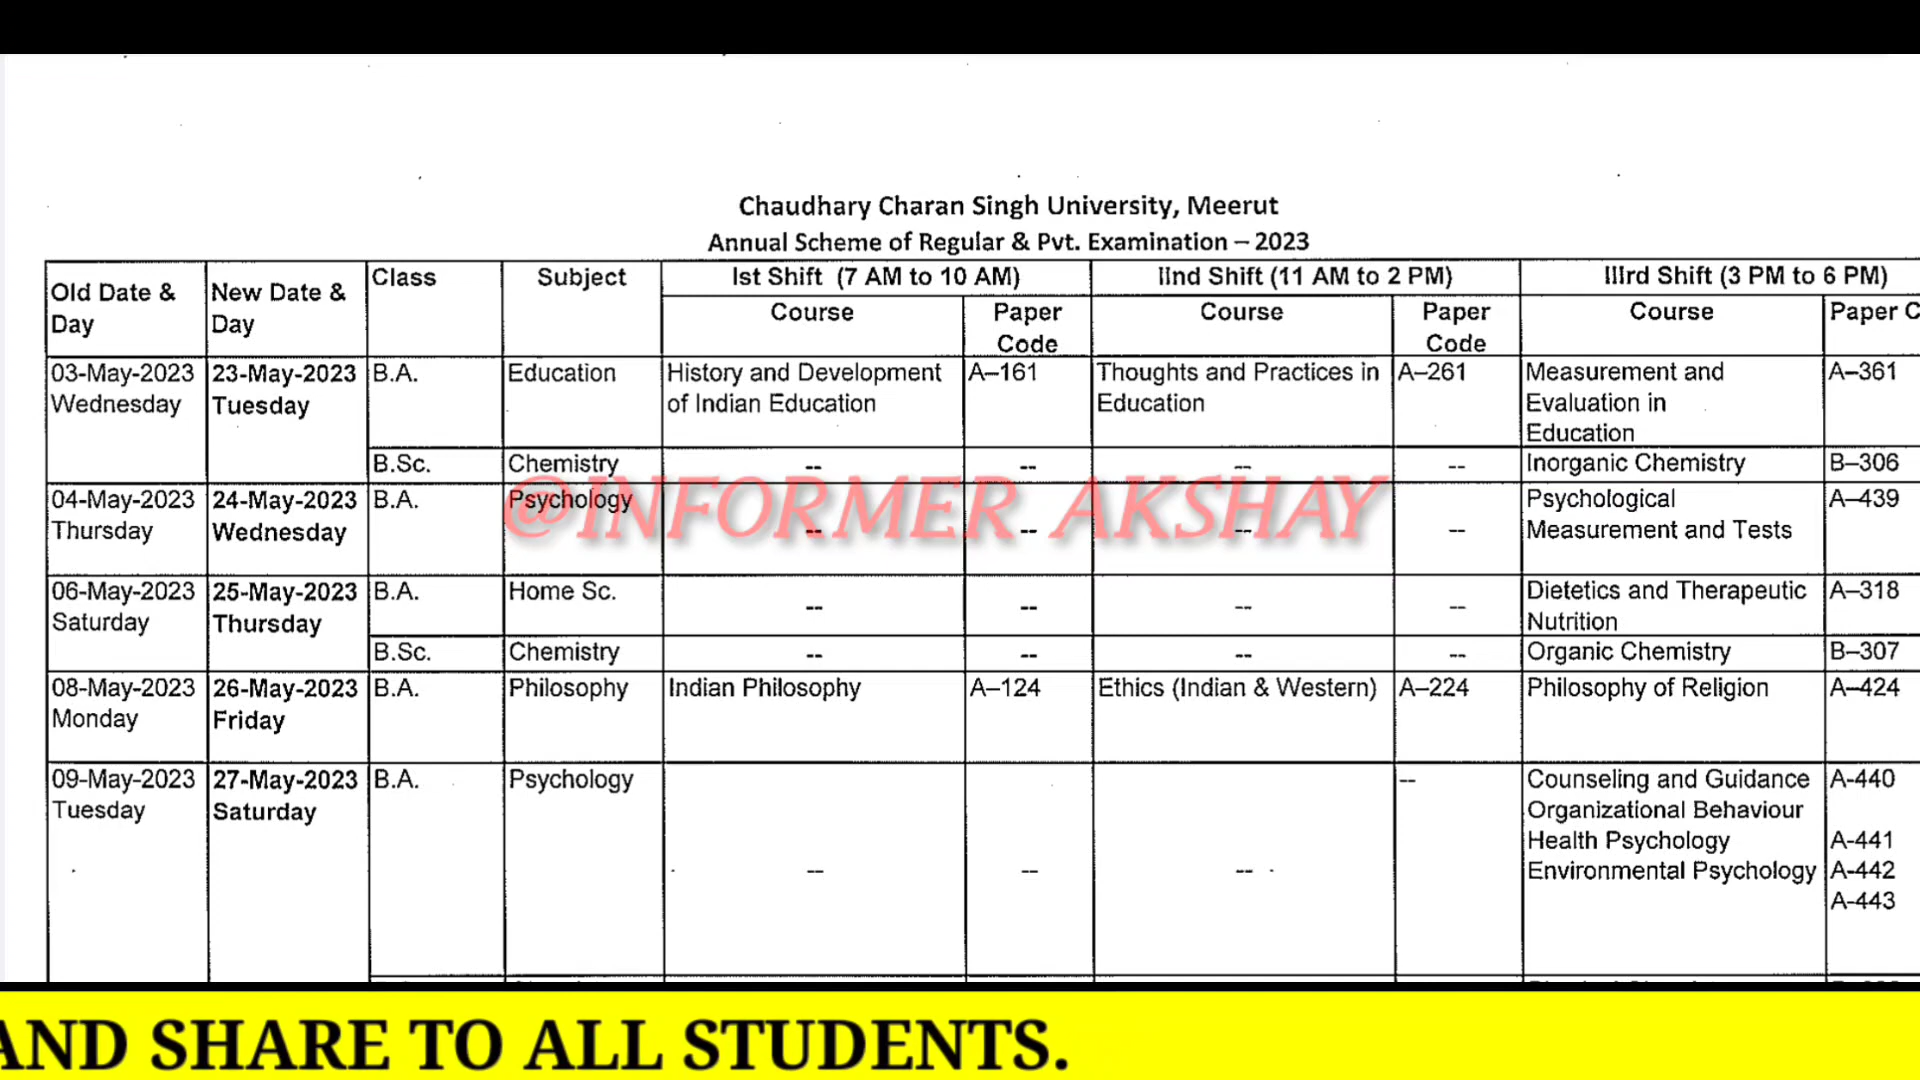 Chaudhary Charan Singh University, Meerut
Annual Scheme of Regular & Pvt. Examination – 2023
Old Date & Day New Date & Day Class Subject Ist Shift (7 AM to 10 AM) IInd Shift (11 AM to 2 PM) IIIrd Shift (3 PM to 6 PM)
Course Paper Code Course Paper Code Course Paper C
03-May-2023 23-May-2023 B.A. Education History and Development A–161 Thoughts and Practices in A–261 Measurement and A–361
Wednesday Tuesday of Indian Education Education Evaluation in
Education
B.Sc. Chemistry -- -- -- -- Inorganic Chemistry B–306
04-May-2023 24-May-2023 B.A. Psychology Psychological A–439
Thursday Wednesday -- -- -- -- Measurement and Tests
@INFORMER AKSHAY
06-May-2023 25-May-2023 B.A. Home Sc. -- -- -- -- Dietetics and Therapeutic A–318
Saturday Thursday Nutrition
B.Sc. Chemistry -- -- -- -- Organic Chemistry B–307
08-May-2023 26-May-2023 B.A. Philosophy Indian Philosophy A–124 Ethics (Indian & Western) A–224 Philosophy of Religion A–424
Monday Friday
09-May-2023 27-May-2023 B.A. Psychology -- Counseling and Guidance A-440
Tuesday Saturday Organizational Behaviour
Health Psychology A-441
-- -- -- Environmental Psychology A-442
A-443
AND SHARE TO ALL STUDENTS.